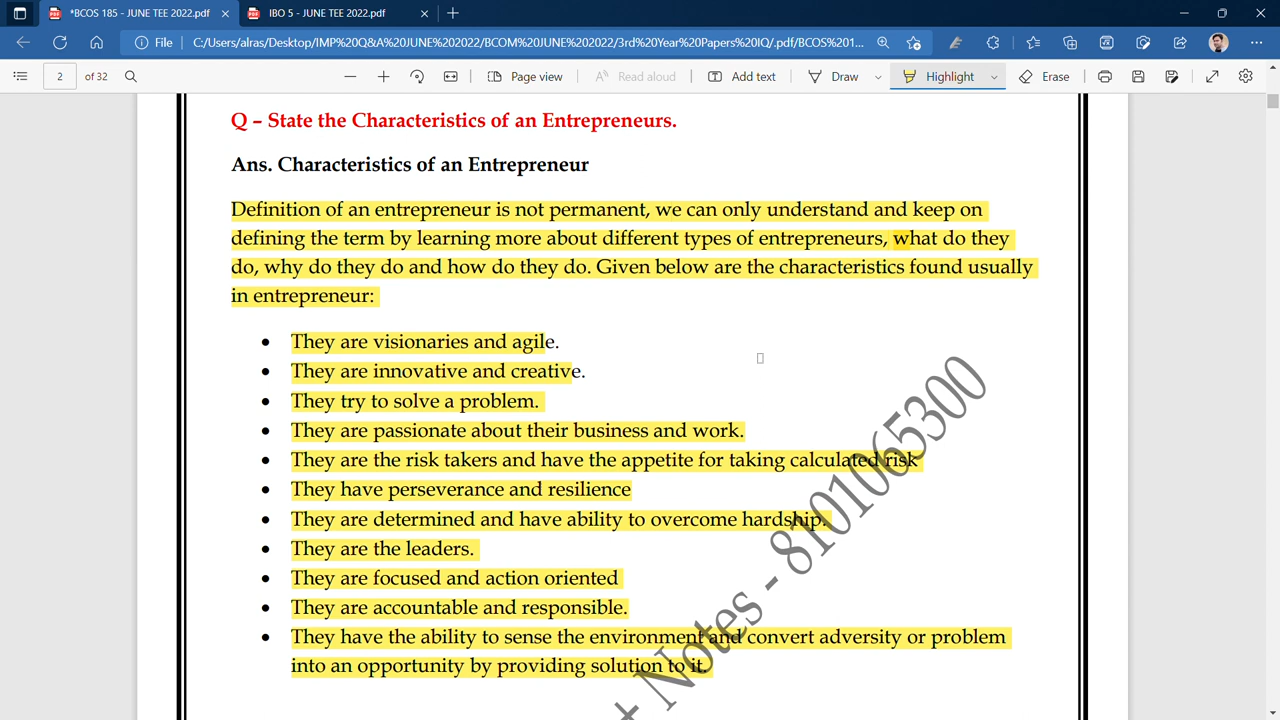 *BCOS 185 - JUNE TEE 2022.pdf
IBO 5 - JUNE TEE 2022.pdf
File
C:/Users/alras/Desktop/IMP%20Q&A%20JUNE%202022/BCOM%20JUNE%202022/3rd%20Year%20Papers%20IQ/.pdf/BCOS%201...
2 of 32
Page view
Read aloud
Add text
Draw
Highlight
Erase
Q – State the Characteristics of an Entrepreneurs.
Ans. Characteristics of an Entrepreneur
Definition of an entrepreneur is not permanent, we can only understand and keep on
defining the term by learning more about different types of entrepreneurs, what do they
do, why do they do and how do they do. Given below are the characteristics found usually
in entrepreneur:
• They are visionaries and agile.
• They are innovative and creative.
• They try to solve a problem.
• They are passionate about their business and work.
• They are the risk takers and have the appetite for taking calculated risk
• They have perseverance and resilience
• They are determined and have ability to overcome hardship.
• They are the leaders.
• They are focused and action oriented
• They are accountable and responsible.
• They have the ability to sense the environment and convert adversity or problem
into an opportunity by providing solution to it.
Notes - 8101065300